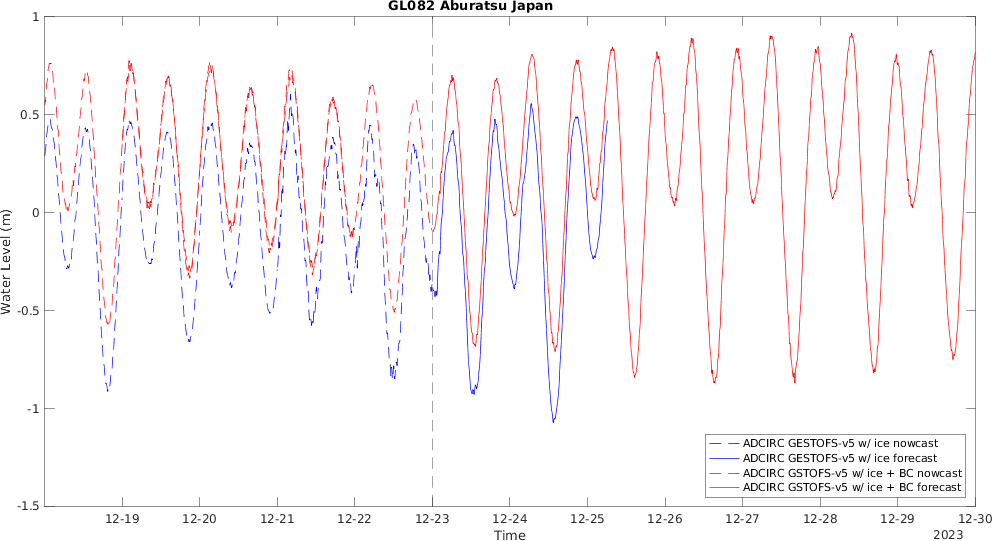 GL082 Aburatsu Japan
Water Level (m)
1
0.5
0
-0.5
-1
-1.5
ADCIRC GESTOFS-v5 w/ ice nowcast
ADCIRC GESTOFS-v5 w/ ice forecast
ADCIRC GSTOFS-v5 w/ ice + BC nowcast
ADCIRC GSTOFS-v5 w/ ice + BC forecast
12-19 12-20 12-21 12-22 12-23 12-24 12-25 12-26 12-27 12-28 12-29 12-30
Time
2023